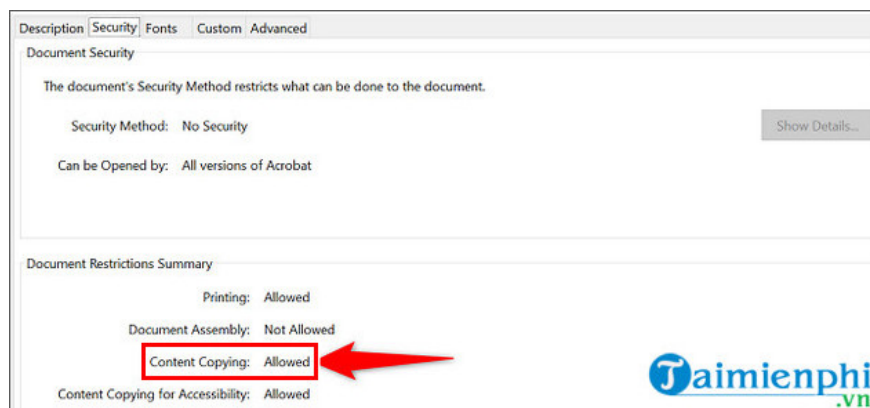 Description Security Fonts Custom Advanced
Document Security
The document's Security Method restricts what can be done to the document.
Security Method: No Security
Show Details...
Can be Opened by: All versions of Acrobat
Document Restrictions Summary
Printing: Allowed
Document Assembly: Not Allowed
Content Copying: Allowed
Content Copying for Accessibility: Allowed
Taimienphi
.vn